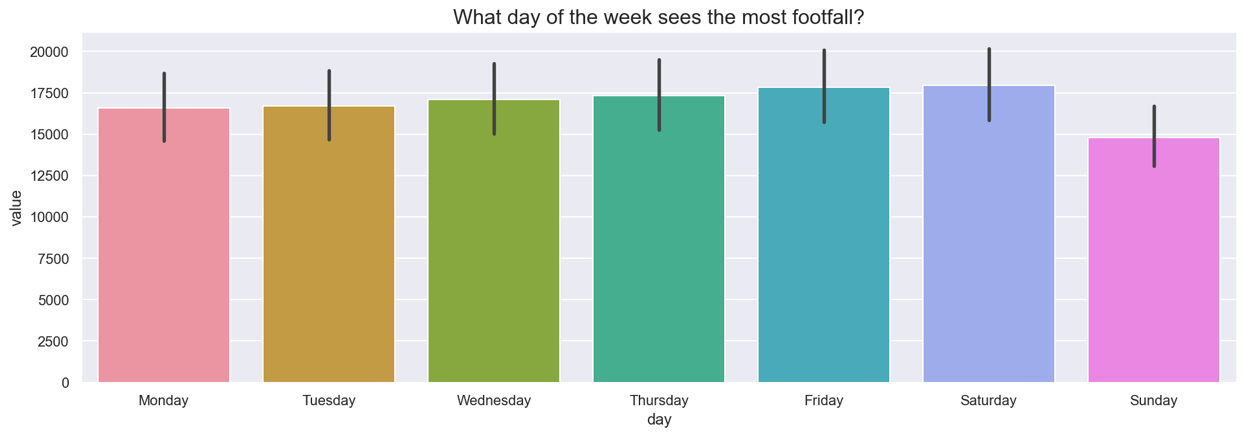 What day of the week sees the most footfall?
20000
17500
15000
12500
10000
7500
5000
2500
0
value
Monday Tuesday Wednesday Thursday Friday Saturday Sunday
day